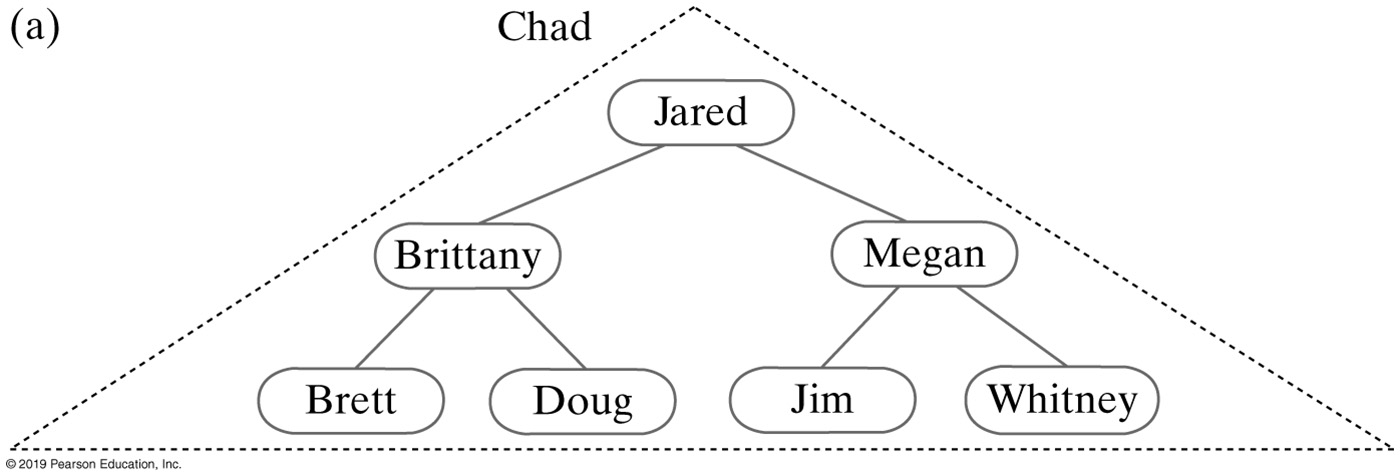 (a)
Chad
Jared
Brittany Megan
Brett Doug Jim Whitney
© 2019 Pearson Education, Inc.